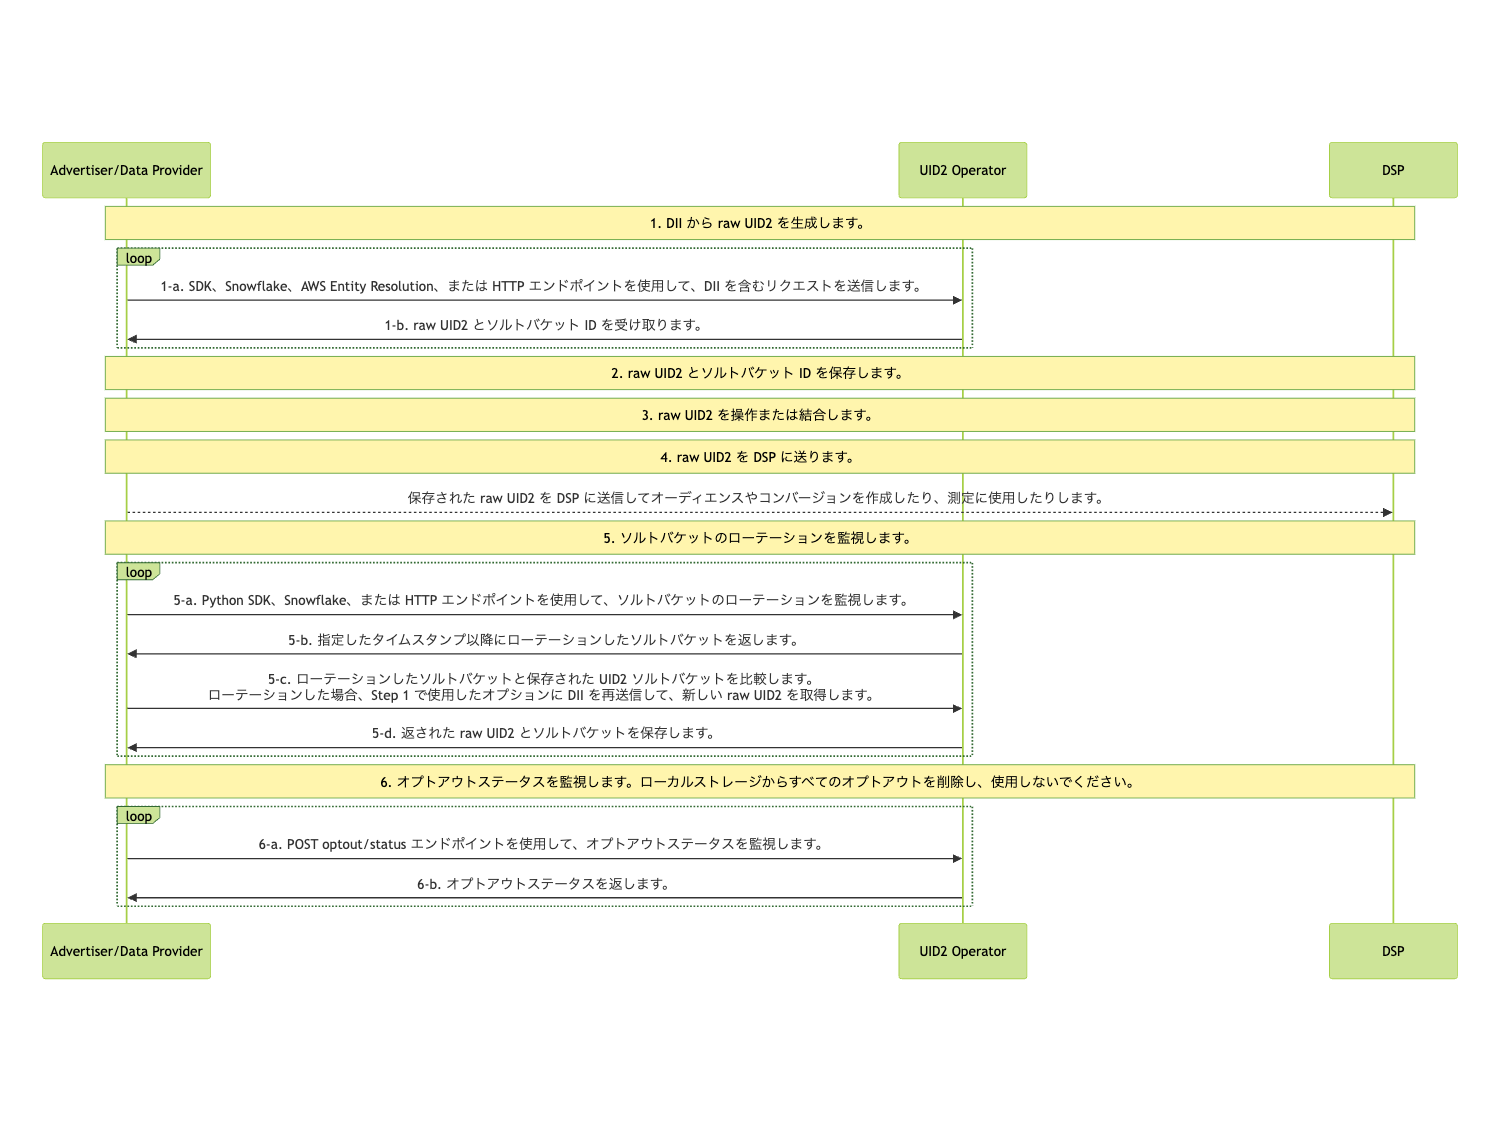 Advertiser/Data Provider
UID2 Operator
DSP
1. DII から raw UID2 を生成します。
loop
1-a. SDK、Snowflake、AWS Entity Resolution、または HTTP エンドポイントを使用して、DII を含むリクエストを送信します。
1-b. raw UID2 とソルトバケット ID を受け取ります。
2. raw UID2 とソルトバケット ID を保存します。
3. raw UID2 を操作または結合します。
4. raw UID2 を DSP に送ります。
保存された raw UID2 を DSP に送信してオーディエンスやコンバージョンを作成したり、測定に使用したりします。
5. ソルトバケットのローテーションを監視します。
loop
5-a. Python SDK、Snowflake、または HTTP エンドポイントを使用して、ソルトバケットのローテーションを監視します。
5-b. 指定したタイムスタンプ以降にローテーションしたソルトバケットを返します。
5-c. ローテーションしたソルトバケットと保存された UID2 ソルトバケットを比較します。
ローテーションした場合、Step 1 で使用したオプションに DII を再送信して、新しい raw UID2 を取得します。
5-d. 返された raw UID2 とソルトバケットを保存します。
6. オプトアウトステータスを監視します。ローカルストレージからすべてのオプトアウトを削除し、使用しないでください。
loop
6-a. POST optout/status エンドポイントを使用して、オプトアウトステータスを監視します。
6-b. オプトアウトステータスを返します。
Advertiser/Data Provider
UID2 Operator
DSP